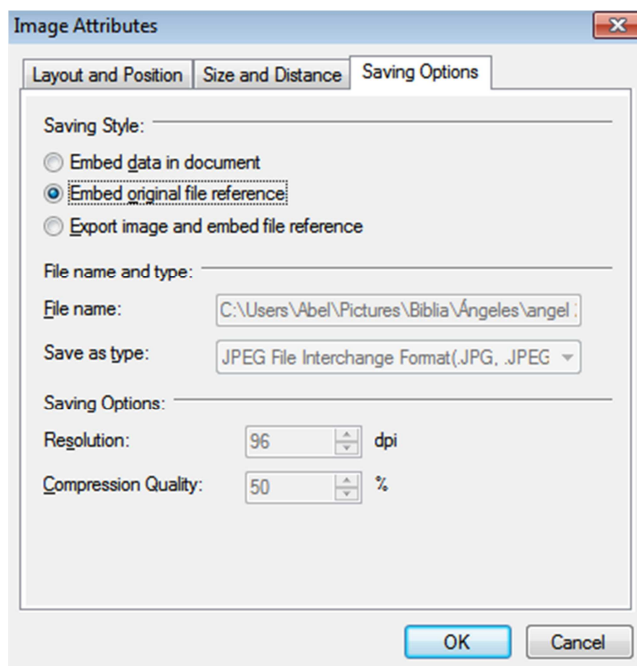 Image Attributes
Layout and Position Size and Distance Saving Options
Saving Style:
Embed data in document
Embed original file reference
Export image and embed file reference
File name and type:
File name: C:\Users\Abel\Pictures\Biblia\Ángeles\angel
Save as type: JPEG File Interchange Format(.JPG, .JPEG
Saving Options:
Resolution: 96 dpi
Compression Quality: 50 %
OK Cancel